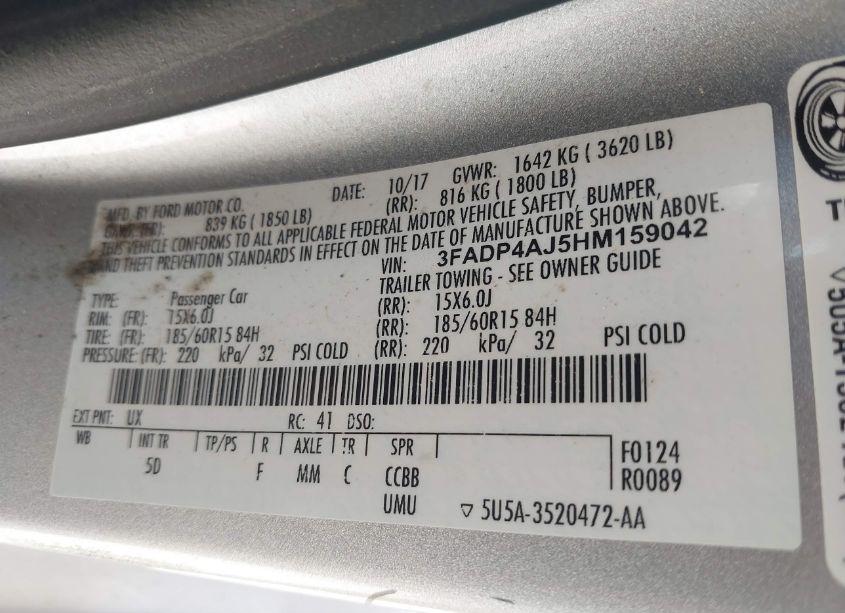 MFD. BY FORD MOTOR CO. DATE: 10/17 GVWR: 1642 KG ( 3620 LB)
GAWR: (FR): 839 KG ( 1850 LB) (RR): 816 KG ( 1800 LB)
THIS VEHICLE CONFORMS TO ALL APPLICABLE FEDERAL MOTOR VEHICLE SAFETY, BUMPER,
AND THEFT PREVENTION STANDARDS IN EFFECT ON THE DATE OF MANUFACTURE SHOWN ABOVE.
VIN: 3FADP4AJ5HM159042
TYPE: Passenger Car TRAILER TOWING - SEE OWNER GUIDE
RIM: (FR): 15X6.0J (RR): 15X6.0J
TIRE: (FR): 185/60R15 84H (RR): 185/60R15 84H
PRESSURE: (FR): 220 kPa/ 32 PSI COLD (RR): 220 kPa/ 32 PSI COLD
EXT PNT: UX RC: 41 DSO:
WB INT TR TP/PS R AXLE TR SPR F0124
5D F MM C CCBB R0089
UMU ▽ 5U5A-3520472-AA